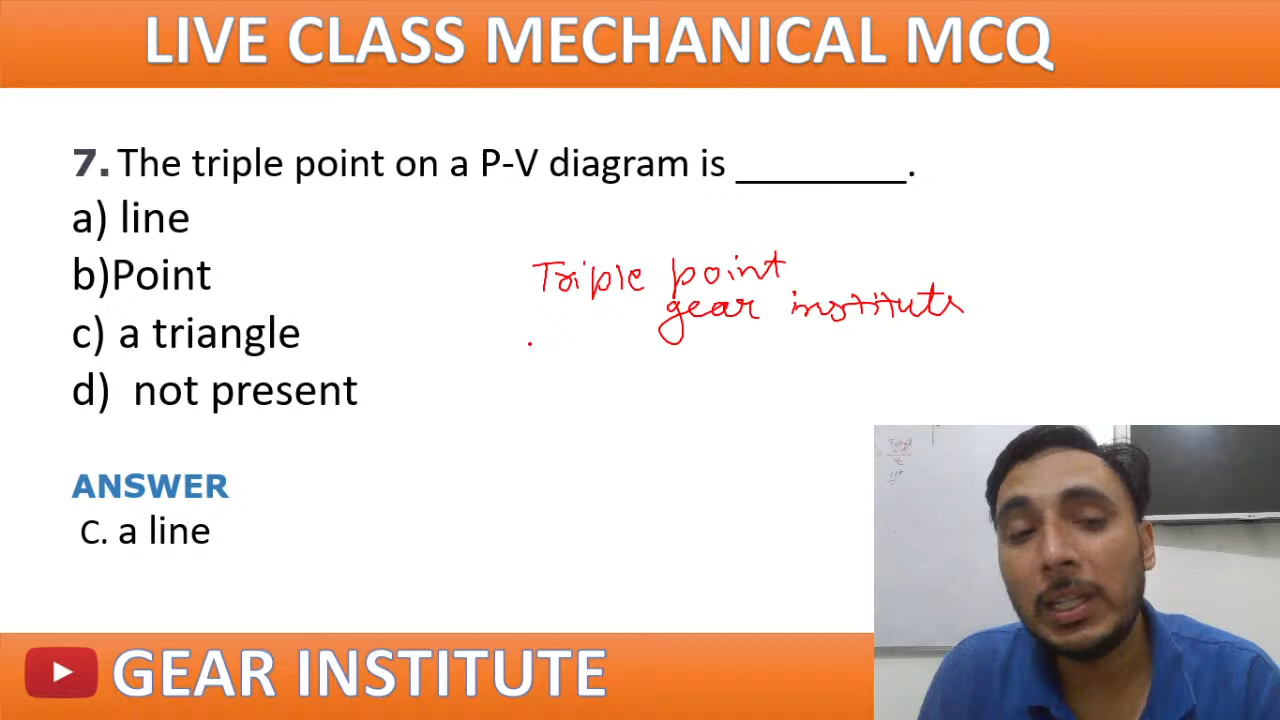 LIVE CLASS MECHANICAL MCQ
7. The triple point on a P-V diagram is ________.
a) line
b)Point
c) a triangle
d) not present
Triple point
gear institute
ANSWER
C. a line
GEAR INSTITUTE